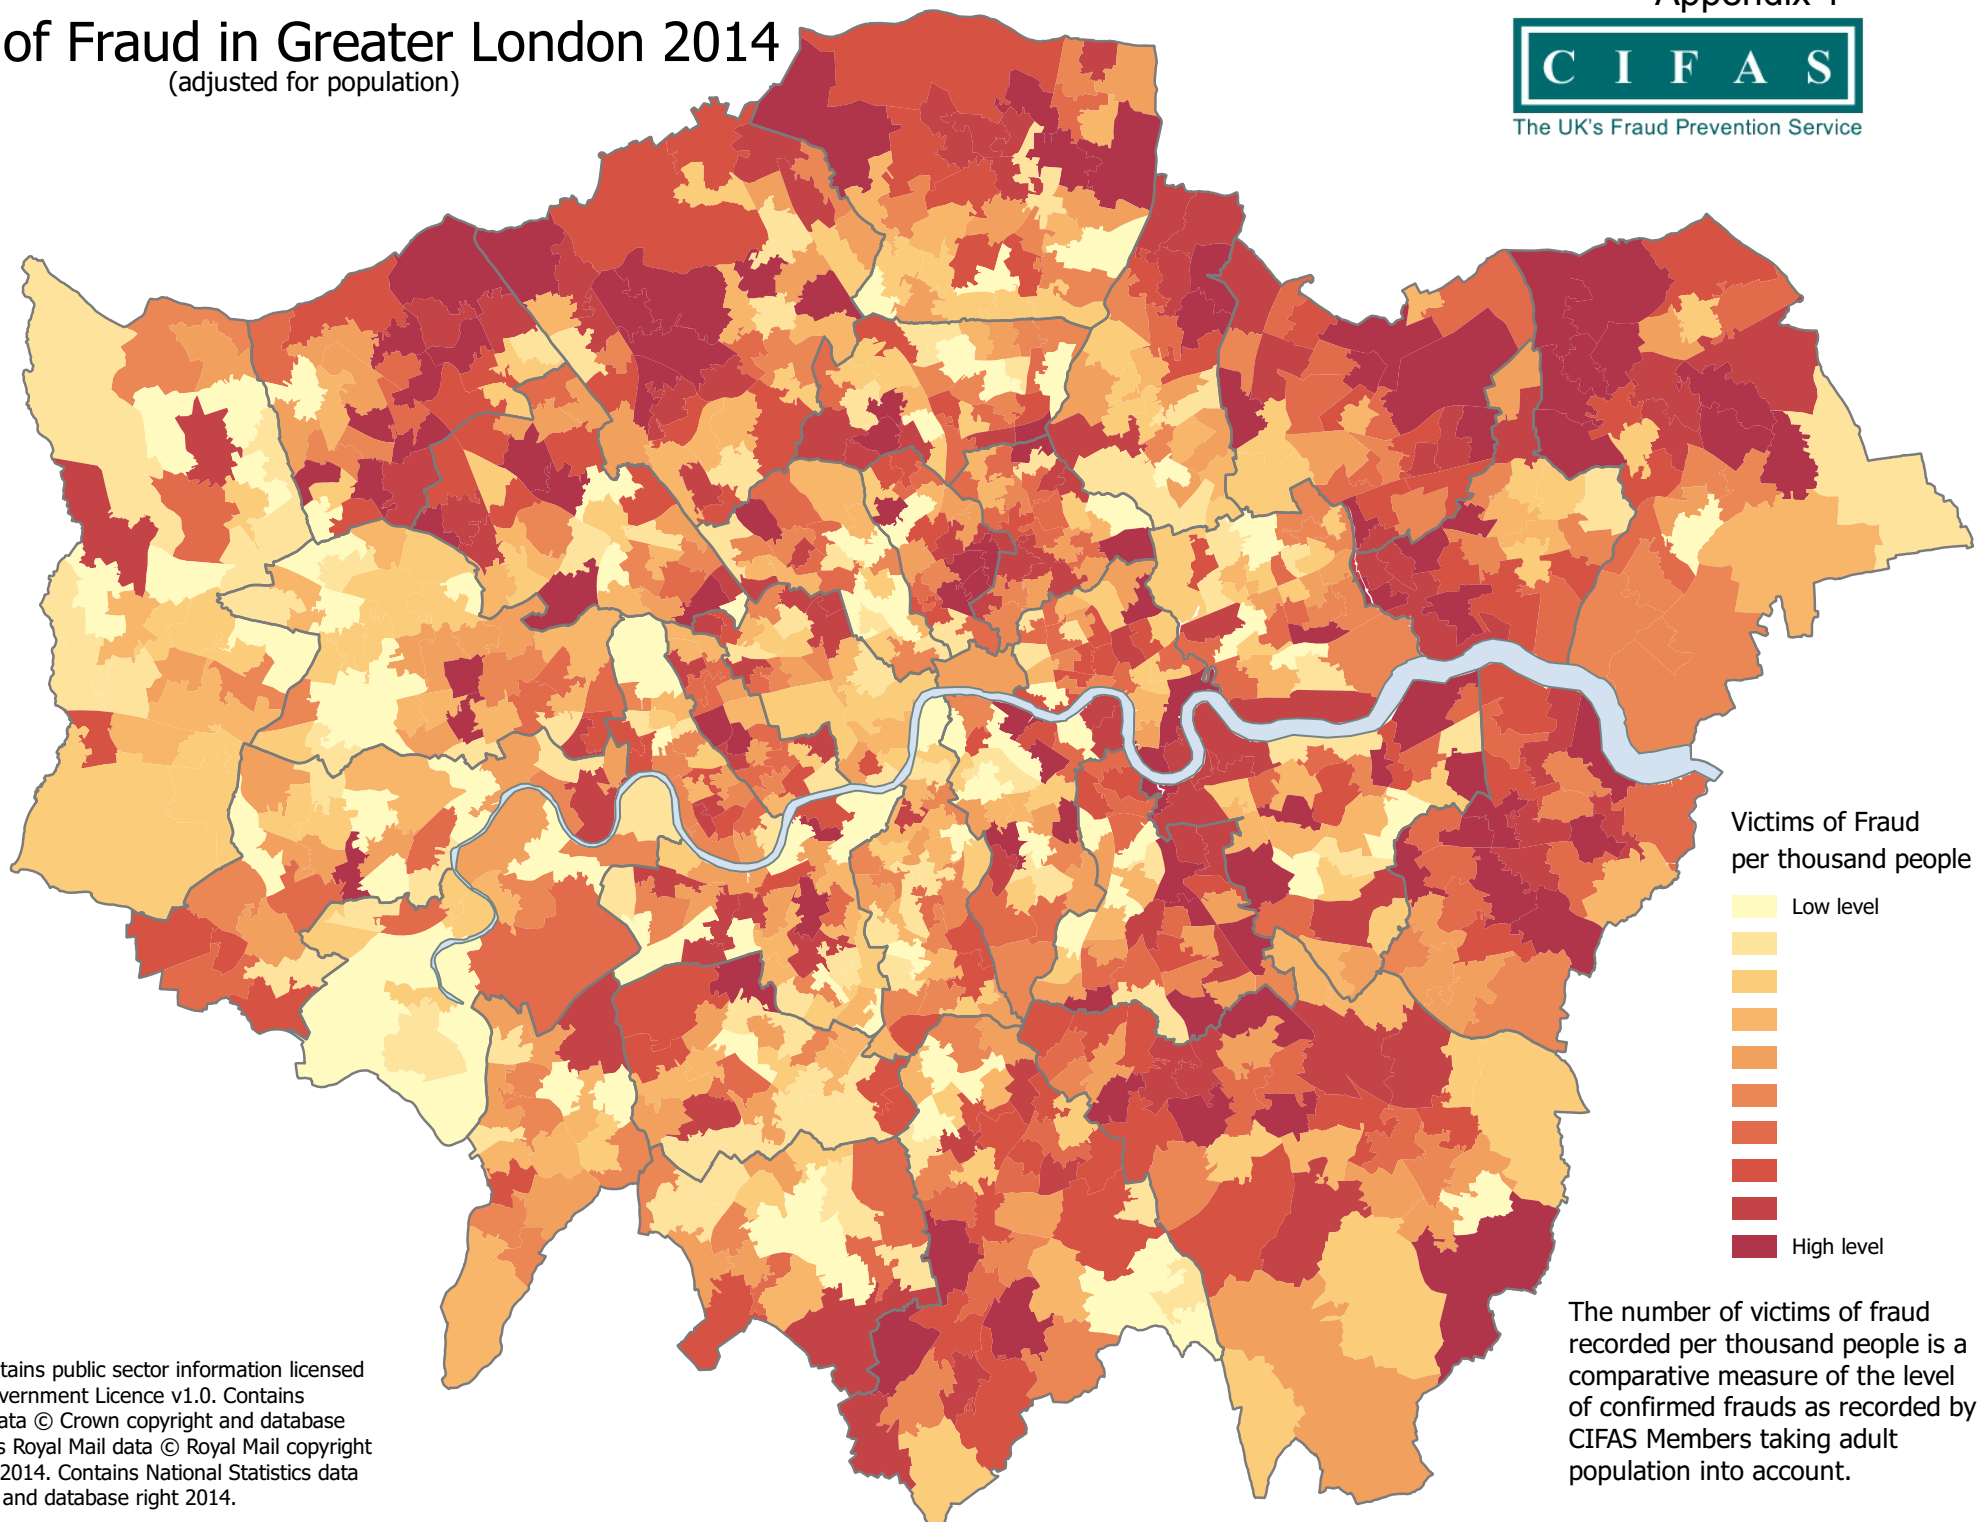 of Fraud in Greater London 2014
(adjusted for population)
Appendix
C I F A S
The UK's Fraud Prevention Service
Victims of Fraud
per thousand people
Low level
High level
The number of victims of fraud
recorded per thousand people is a
comparative measure of the level
of confirmed frauds as recorded by
CIFAS Members taking adult
population into account.
tains public sector information licensed
vernment Licence v1.0. Contains
ata © Crown copyright and database
s Royal Mail data © Royal Mail copyright
2014. Contains National Statistics data
and database right 2014.